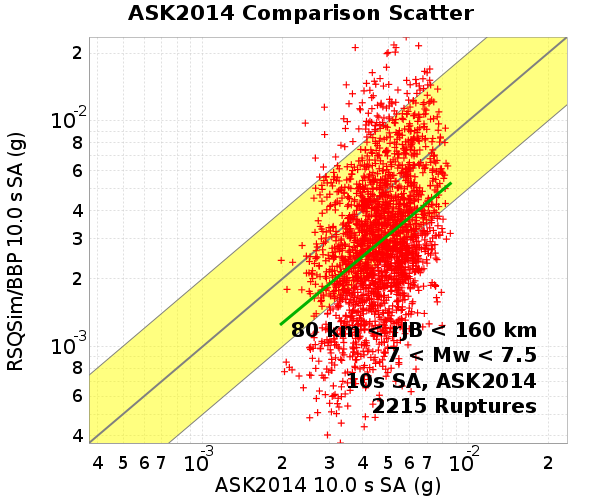 ASK2014 Comparison Scatter
RSQSim/BBP 10.0 s SA (g)
2
10-2
8
6
4
3
2
10-3
8
6
4
80 km < rJB < 160 km
7 < Mw < 7.5
10s SA, ASK2014
2215 Ruptures
4 5 6 7 10-3 2 3 4 5 6 7 10-2 2
ASK2014 10.0 s SA (g)